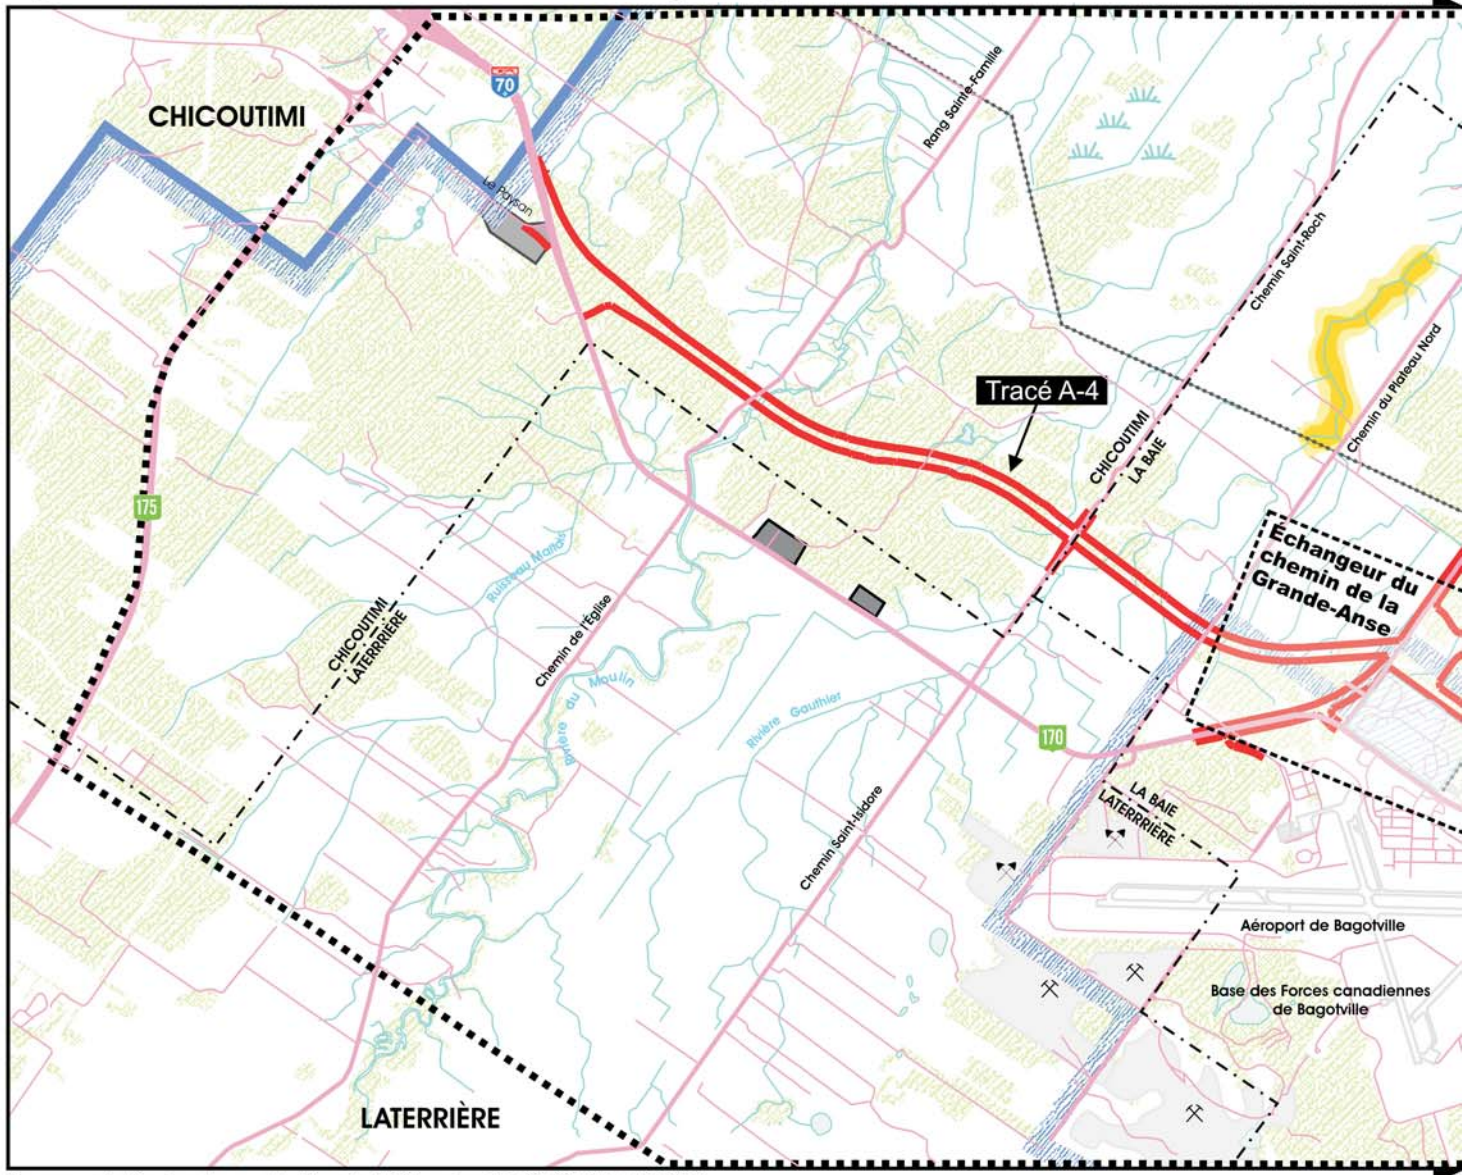 CHICOUTIMI
70
Le Paysan
Rang Sainte-Famille
Chemin Saint-Roch
Chemin du Plateau Nord
Tracé A-4
CHICOUTIMI
LA BAIE
175
Échangeur du
chemin de la
Grande-Anse
Ruisseau Maltais
CHICOUTIMI
LATERRIÈRE
Chemin de l'Église
Rivière du Moulin
Rivière Gauthier
170
Chemin Saint-Isidore
LA BAIE
LATERRRIÈRE
Aéroport de Bagotville
Base des Forces canadiennes
de Bagotville
LATERRIÈRE